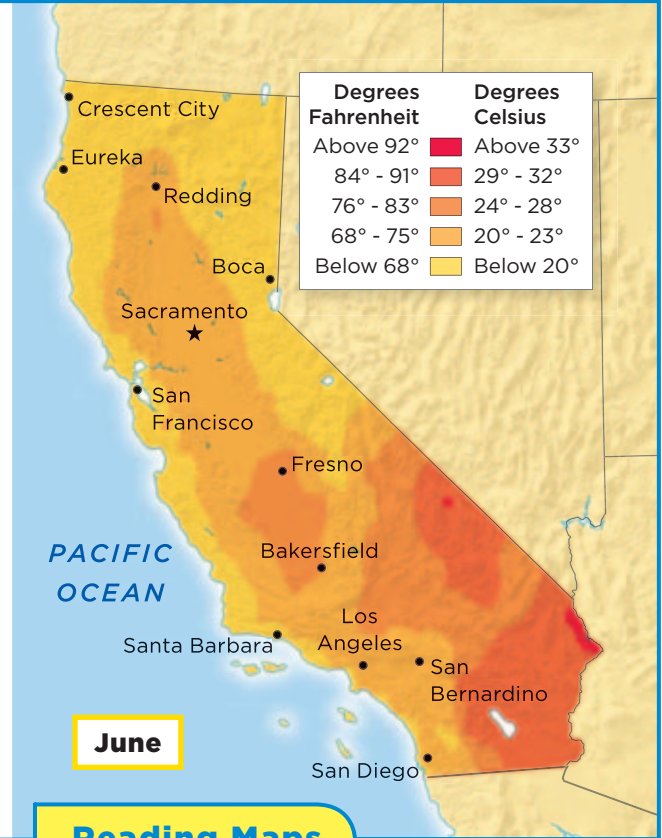 Crescent City
Degrees Fahrenheit
Degrees Celsius
Above 92° Above 33°
84° - 91° 29° - 32°
76° - 83° 24° - 28°
68° - 75° 20° - 23°
Below 68° Below 20°
Eureka
Redding
Boca
Sacramento
San
Francisco
Fresno
Bakersfield
PACIFIC
OCEAN
Los
Angeles
Santa Barbara
San
Bernardino
June
San Diego
Reading Maps